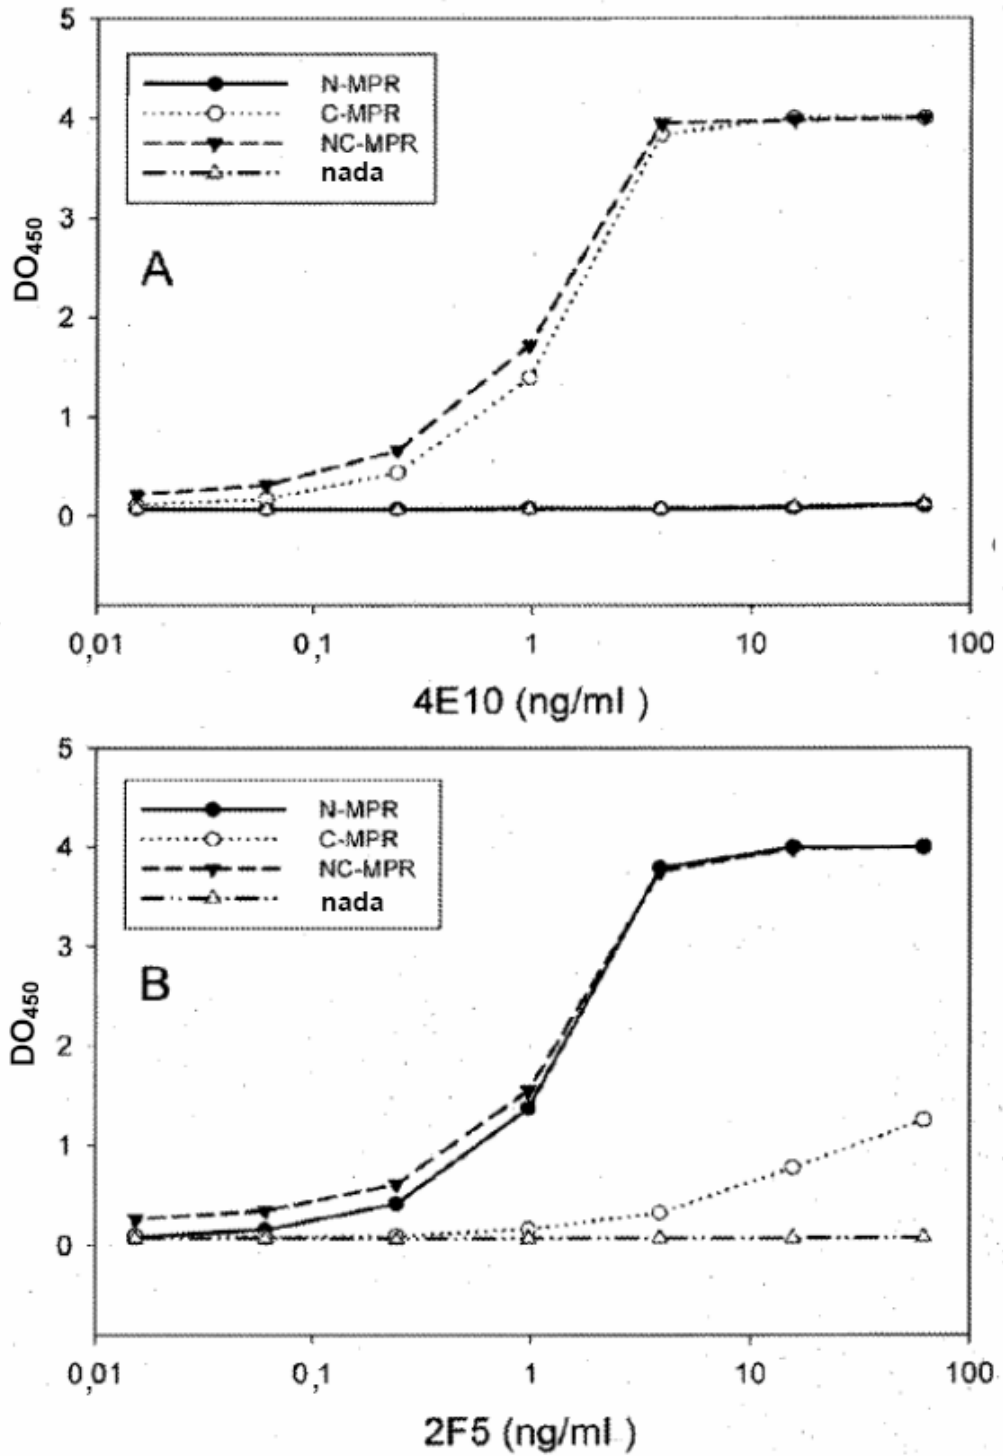 5
N-MPR
C-MPR
NC-MPR
nada
4
3
A
DO450
2
1
0
0,01 0,1 1 10 100
4E10 (ng/ml )
5
N-MPR
C-MPR
NC-MPR
nada
4
3
B
DO450
2
1
0
0,01 0,1 1 10 100
2F5 (ng/ml )